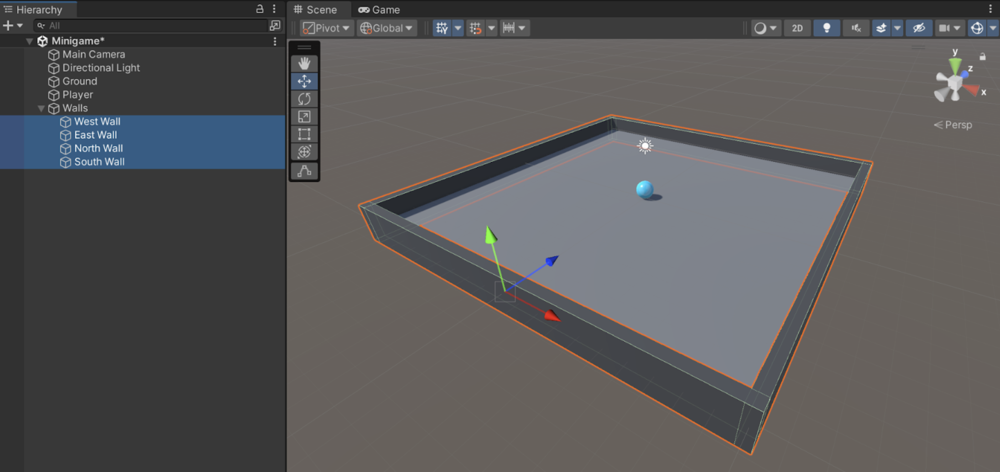 Hierarchy
All
Minigame*
Main Camera
Directional Light
Ground
Player
Walls
West Wall
East Wall
North Wall
South Wall
Scene
Game
Pivot
Global
2D
y
z
x
Persp